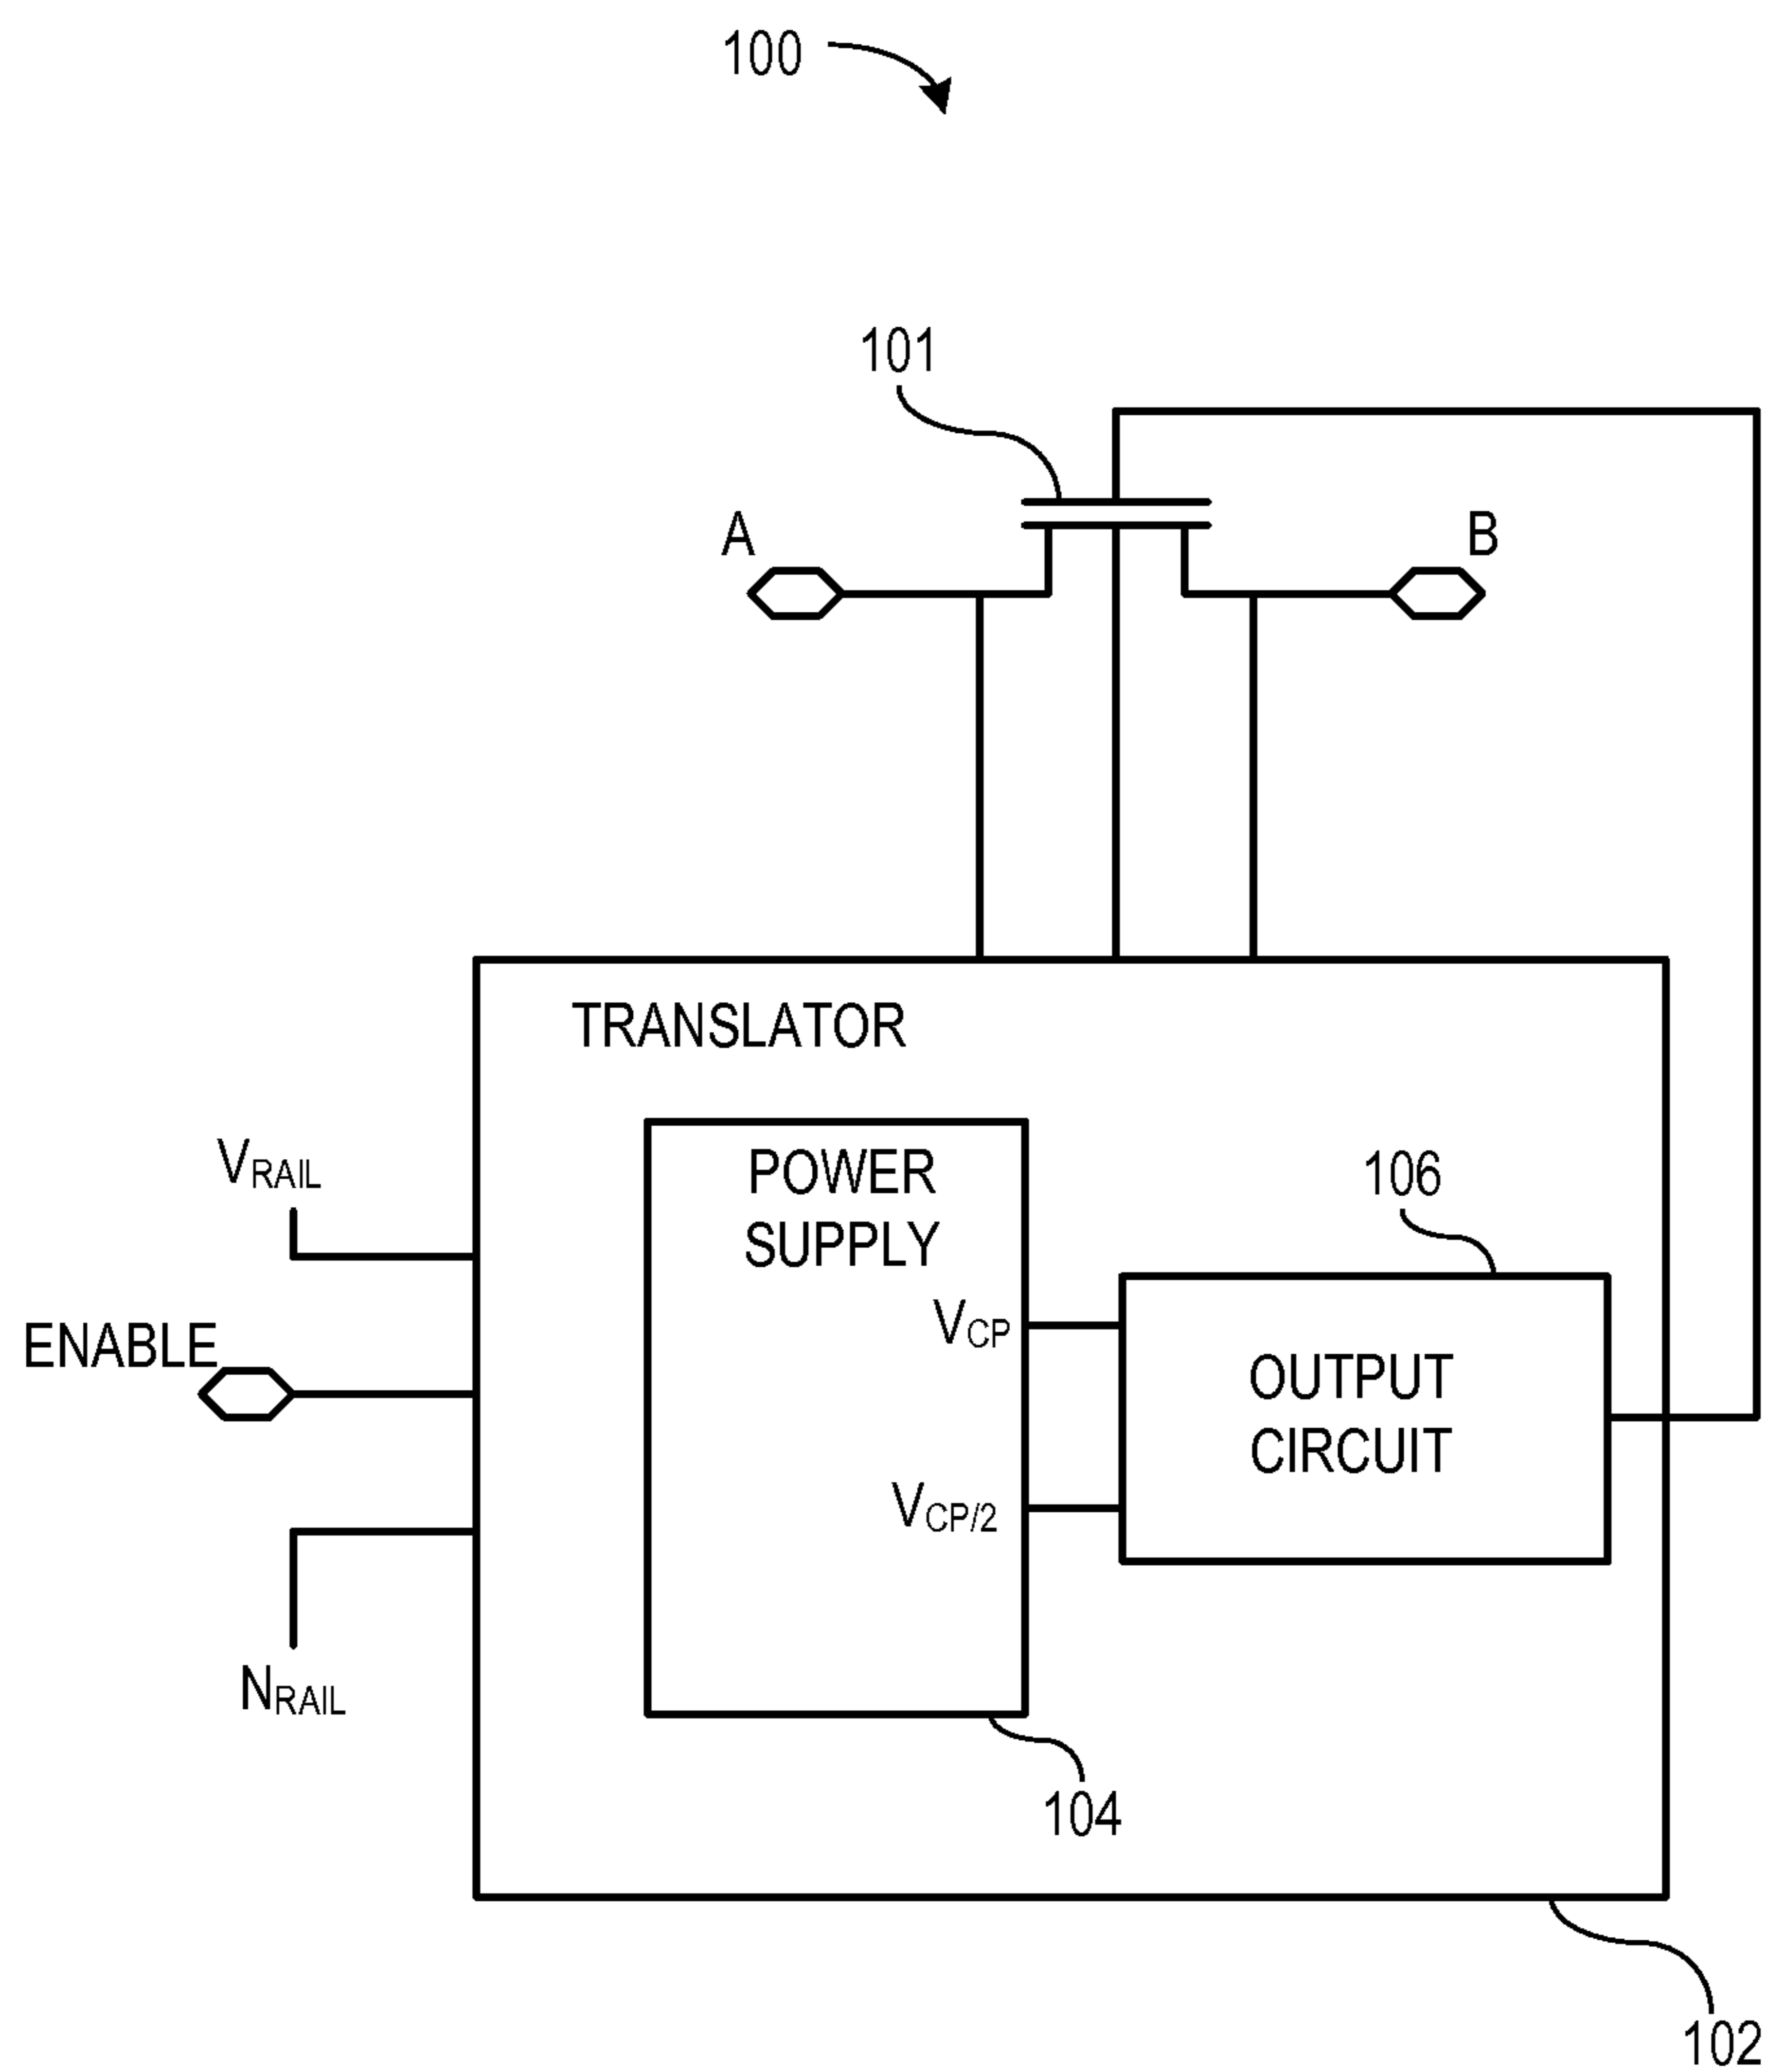 100
101
A
B
TRANSLATOR
POWER
SUPPLY
VRAIL
106
VCP
ENABLE
OUTPUT
CIRCUIT
VCP/2
NRAIL
104
102